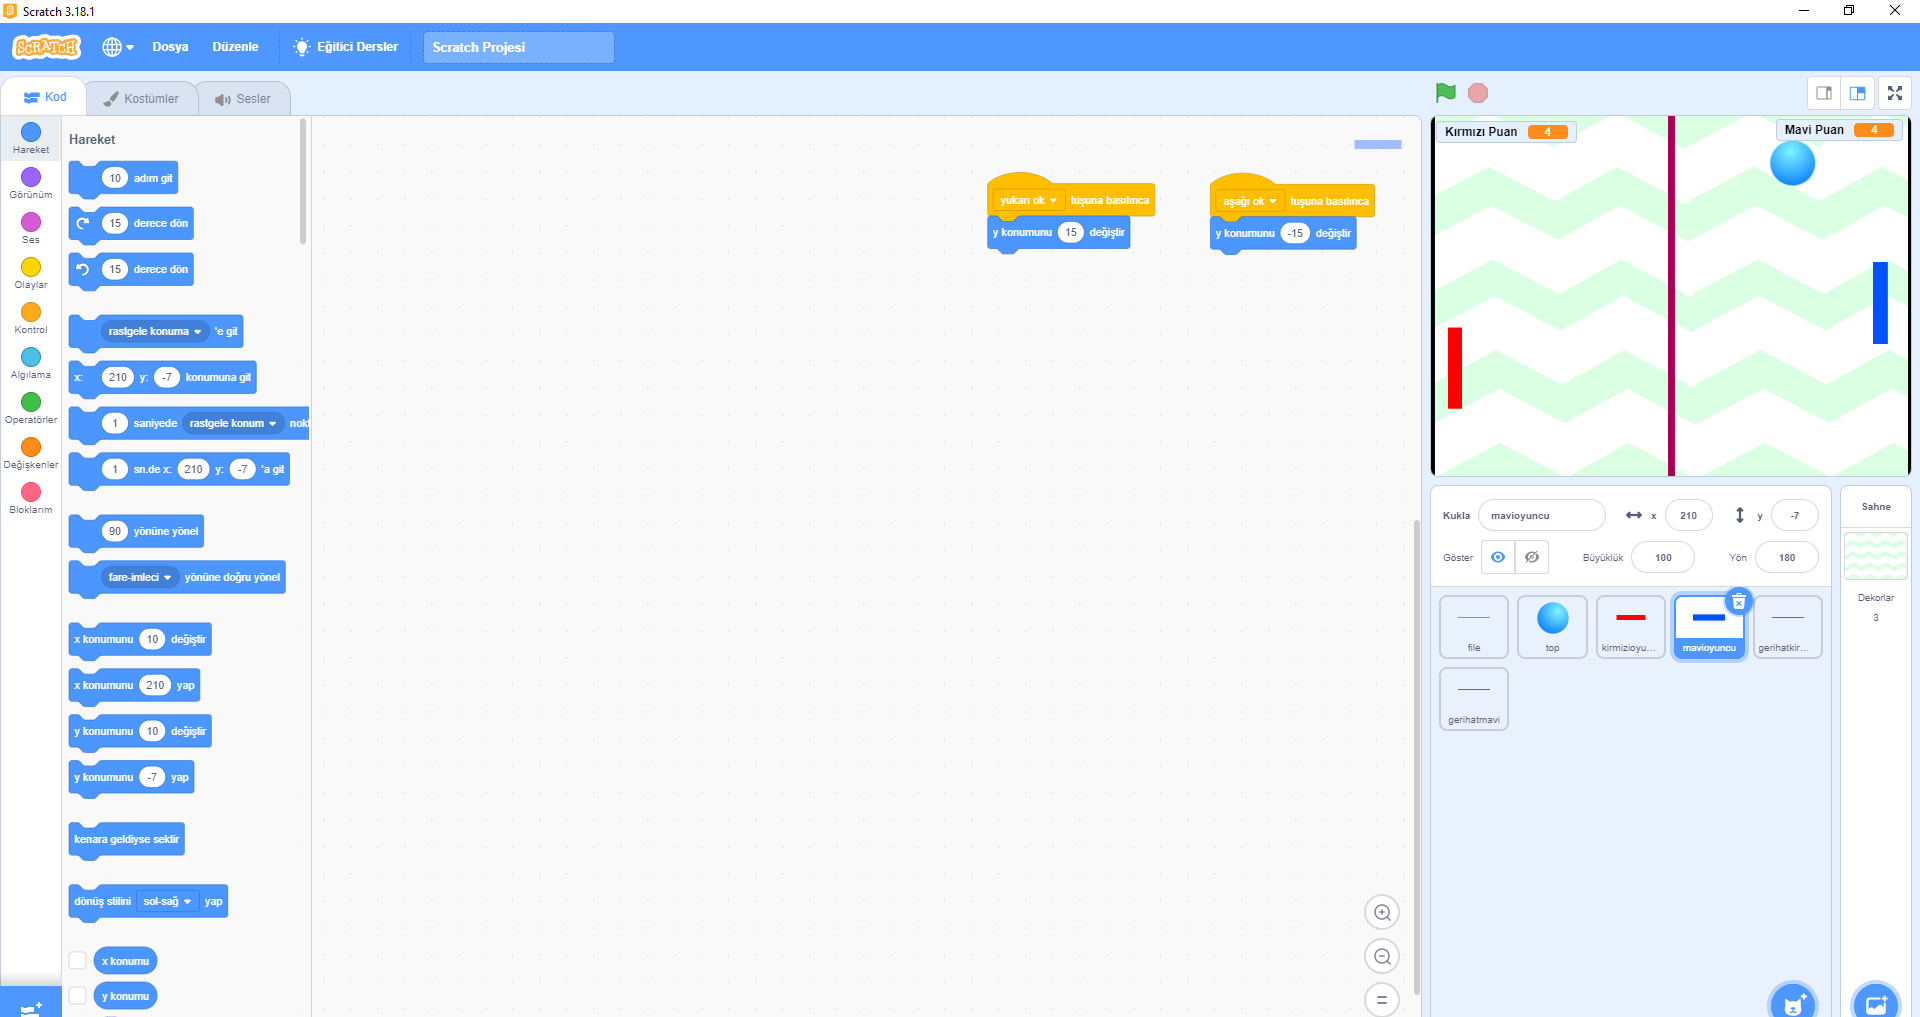 Scratch 3.18.1
SCRATCH
Dosya
Düzenle
Eğitici Dersler
Scratch Projesi
Kod
Kostümler
Sesler
Hareket
Görünüm
Ses
Olaylar
Kontrol
Algılama
Operatörler
Değişkenler
Bloklarım
Hareket
10 adım git
15 derece dön
15 derece dön
rastgele konuma 'e git
x: 210 y: -7 konumuna git
1 saniyede rastgele konum
1 sn.de x: 210 y: -7 'a git
90 yönüne yönel
fare-imleci yönüne doğru yönel
x konumunu 10 değiştir
x konumunu 210 yap
y konumunu 10 değiştir
y konumunu -7 yap
kenara geldiyse sektir
dönüş stilini sol-sağ yap
x konumu
y konumu
yukarı ok tuşuna basılınca
y konumunu 15 değiştir
aşağı ok tuşuna basılınca
y konumunu -15 değiştir
Kırmızı Puan 4
Mavi Puan 4
Kukla mavioyuncu x 210 y -7
Göster Büyüklük 100 Yön 180
file
top
kirmizioyu...
mavioyuncu
gerihatkir...
gerihatmavi
Sahne
Dekorlar
3